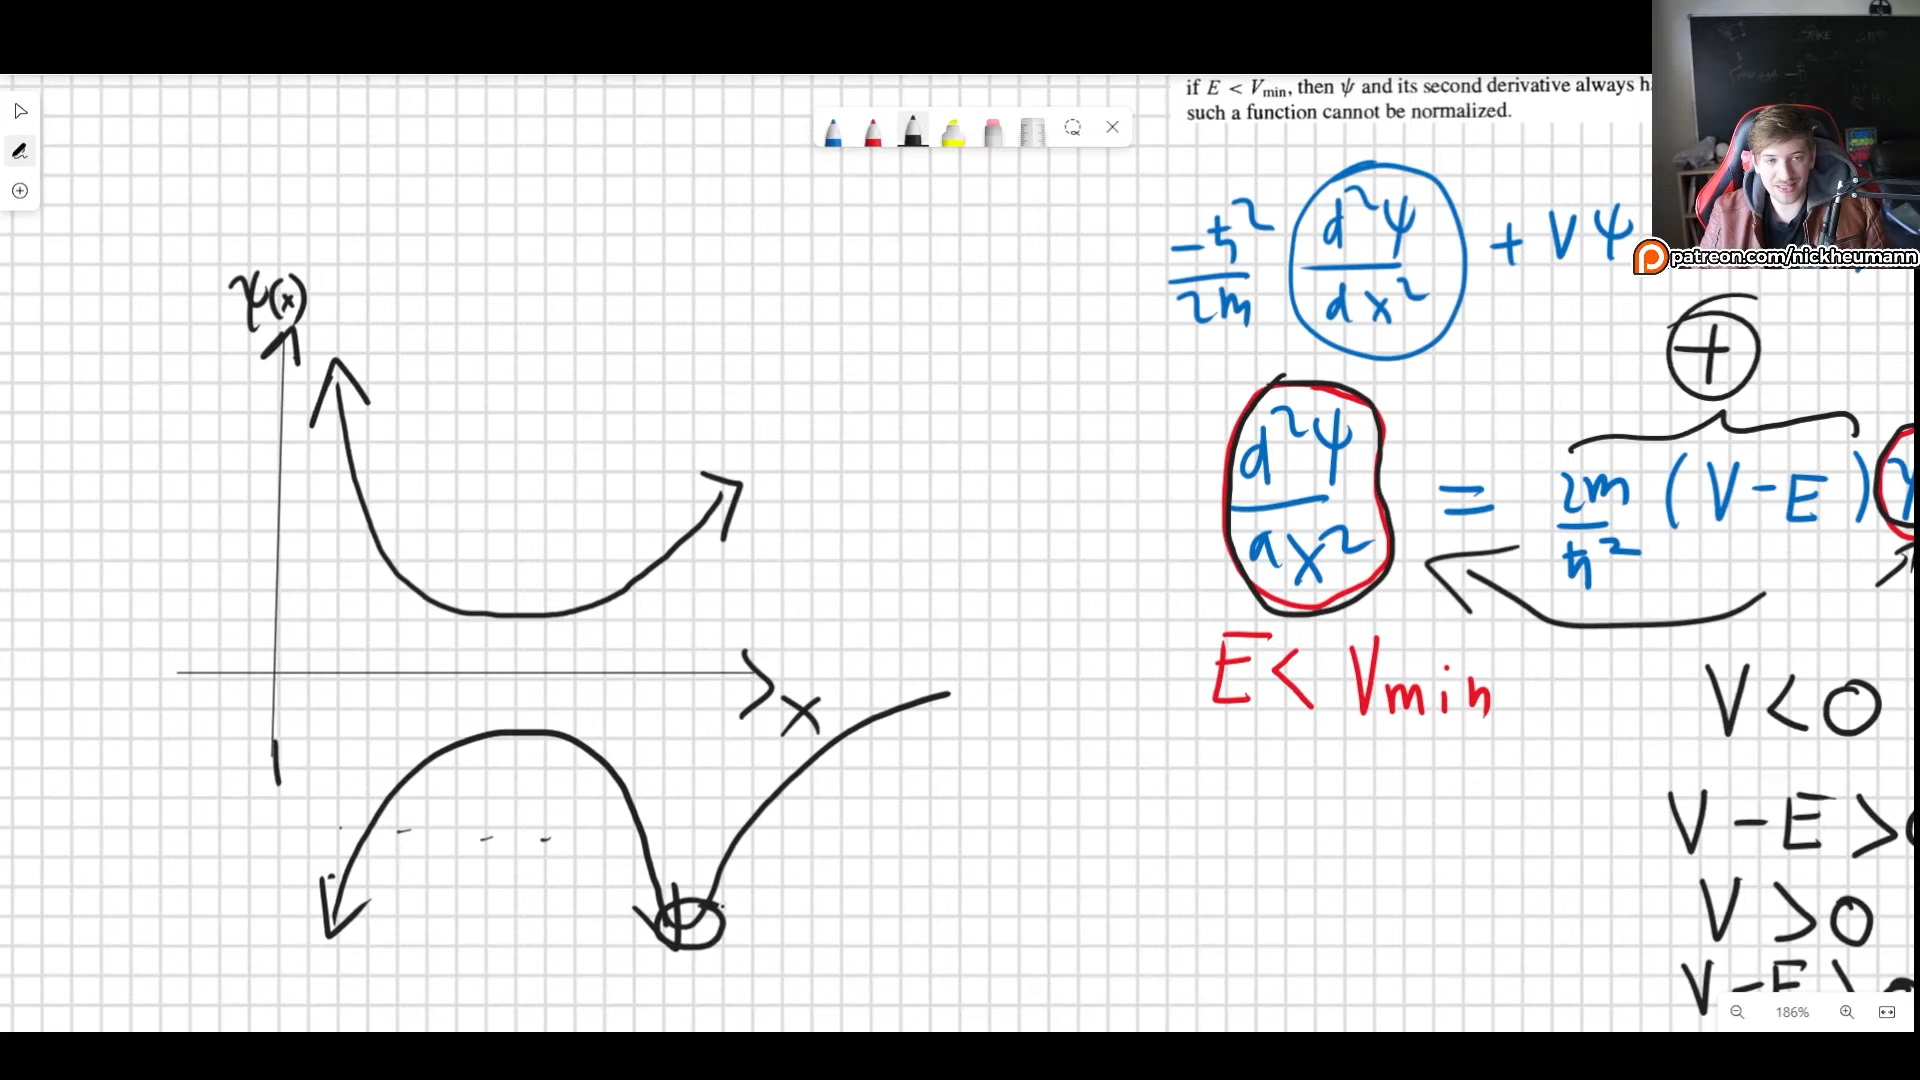 if E < Vmin, then ψ and its second derivative always
such a function cannot be normalized.
-ħ²/2m d²ψ/dx² + Vψ
patreon.com/nickheumann
ψ(x)
+
d²ψ/dx² = 2m/ħ² (V-E)
E < Vmin
x
V<0
V-E>0
V>0
V-E>
186%